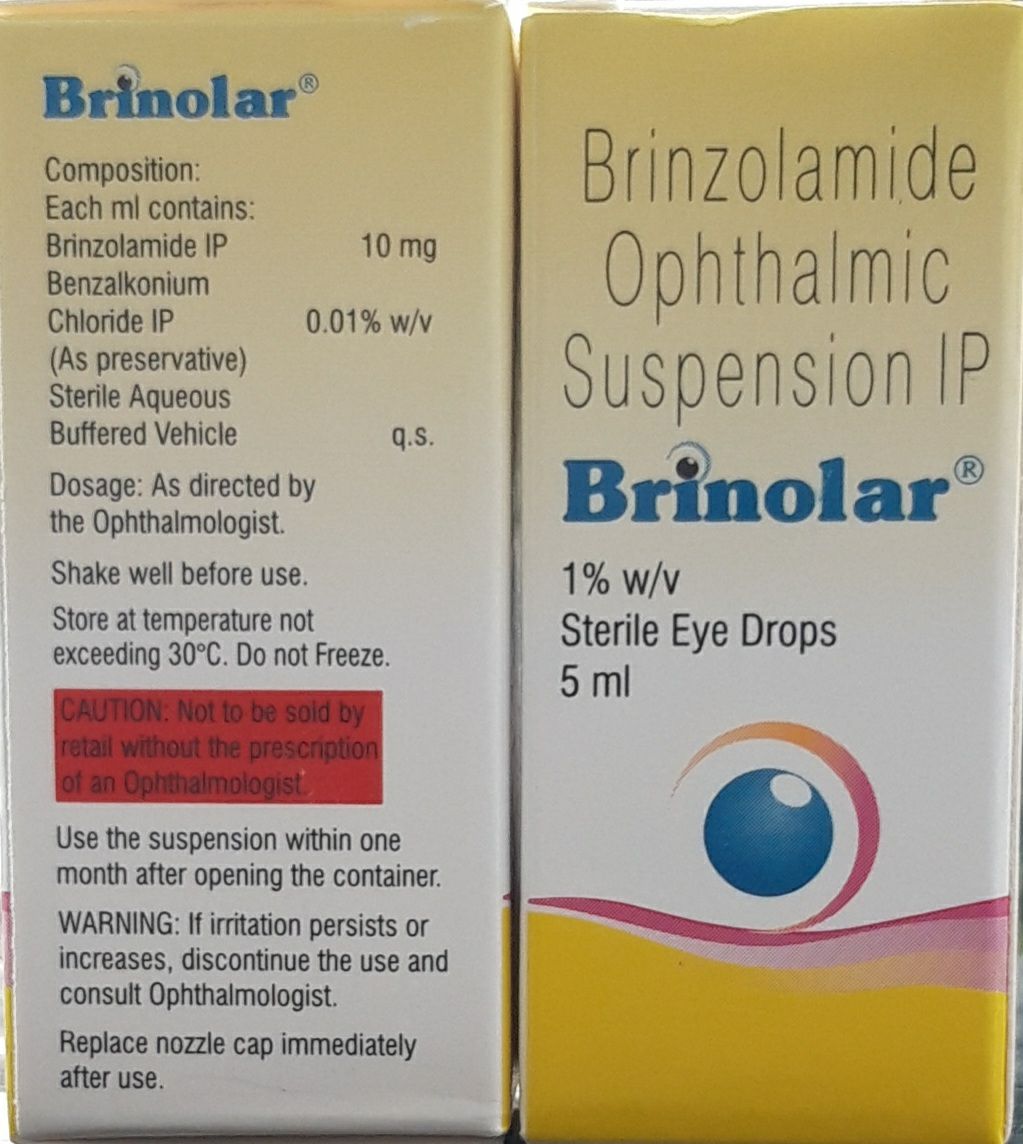 Brinolar®
Composition:
Each ml contains:
Brinzolamide IP 10 mg
Benzalkonium
Chloride IP 0.01% w/v
(As preservative)
Sterile Aqueous
Buffered Vehicle q.s.
Dosage: As directed by
the Ophthalmologist.
Shake well before use.
Store at temperature not
exceeding 30°C. Do not Freeze.
CAUTION: Not to be sold by
retail without the prescription
of an Ophthalmologist.
Use the suspension within one
month after opening the container.
WARNING: If irritation persists or
increases, discontinue the use and
consult Ophthalmologist.
Replace nozzle cap immediately
after use.
Brinzolamide
Ophthalmic
Suspension IP
Brinolar®
1% w/v
Sterile Eye Drops
5 ml